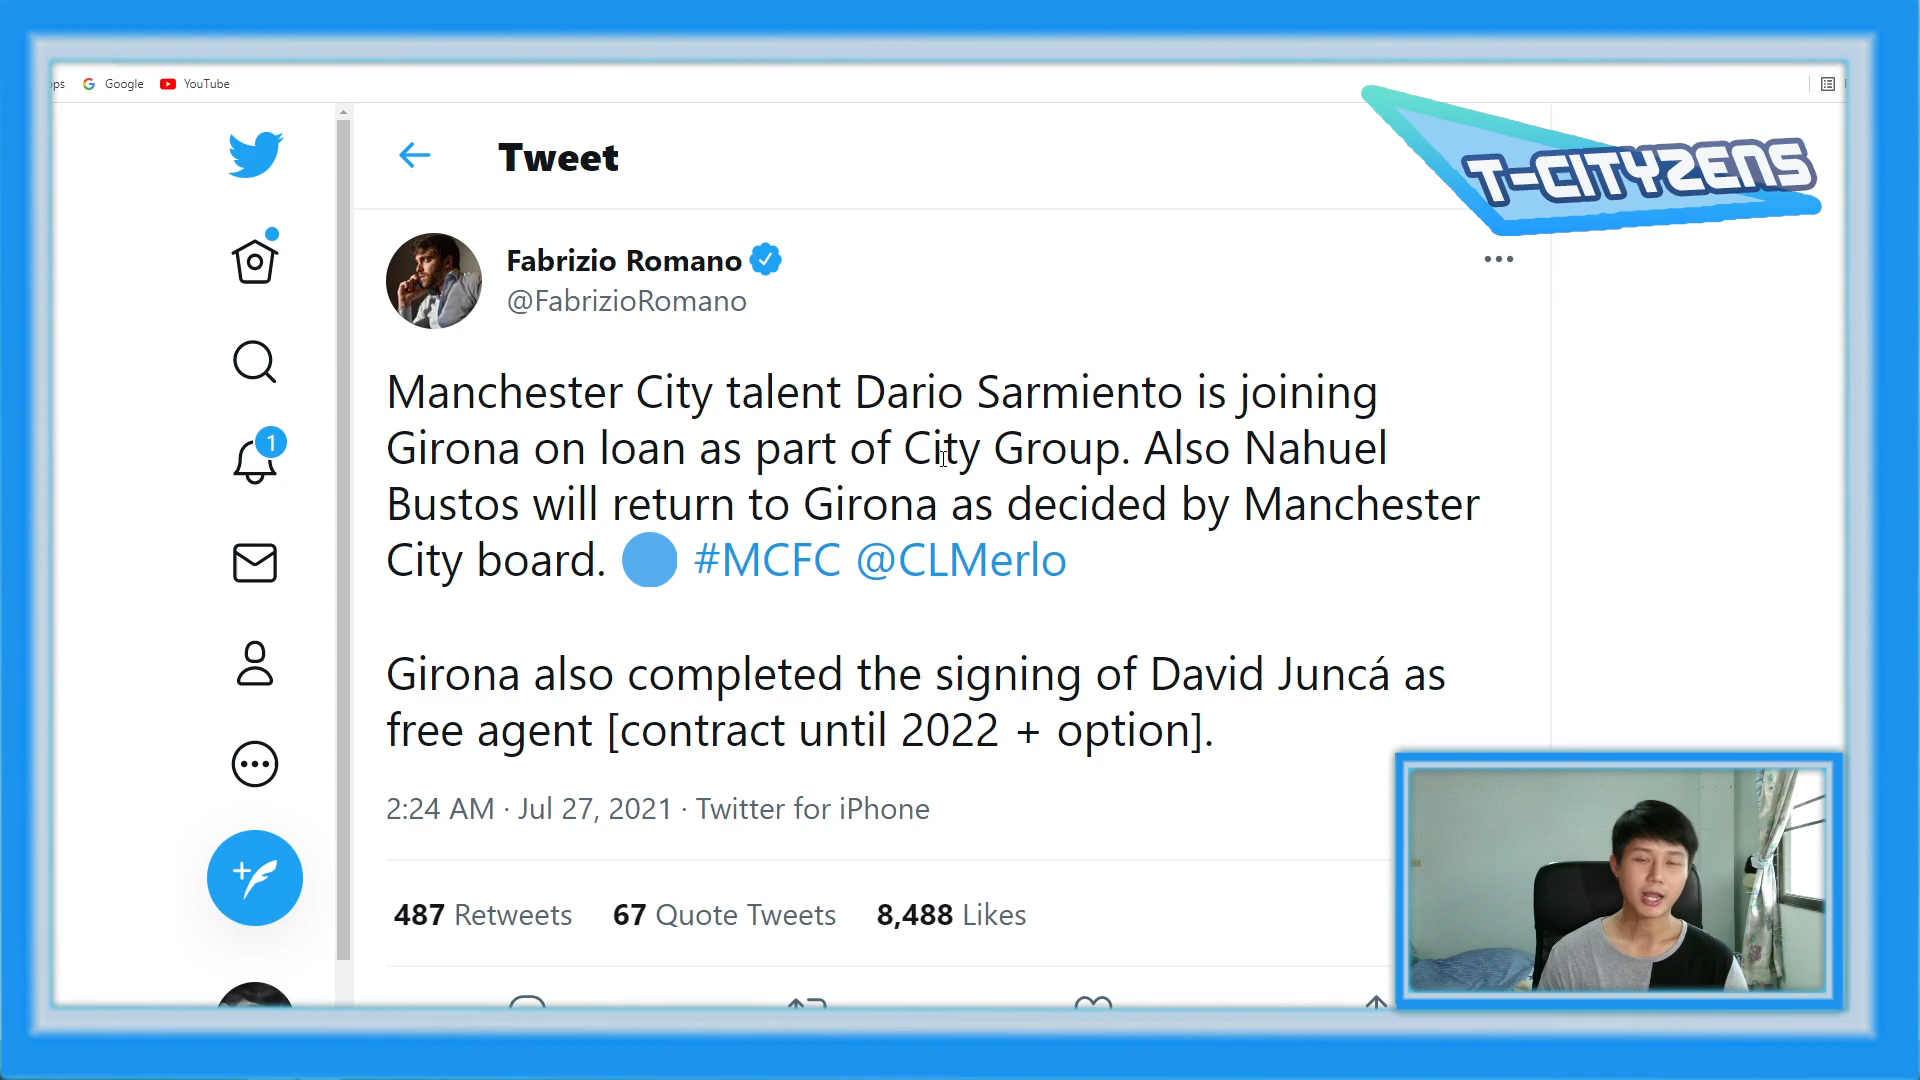 Google YouTube
T-CITYZENS
Tweet
Fabrizio Romano
@FabrizioRomano
Manchester City talent Dario Sarmiento is joining
Girona on loan as part of City Group. Also Nahuel
Bustos will return to Girona as decided by Manchester
City board. #MCFC @CLMerlo
Girona also completed the signing of David Juncá as
free agent [contract until 2022 + option].
2:24 AM · Jul 27, 2021 · Twitter for iPhone
487 Retweets 67 Quote Tweets 8,488 Likes
1